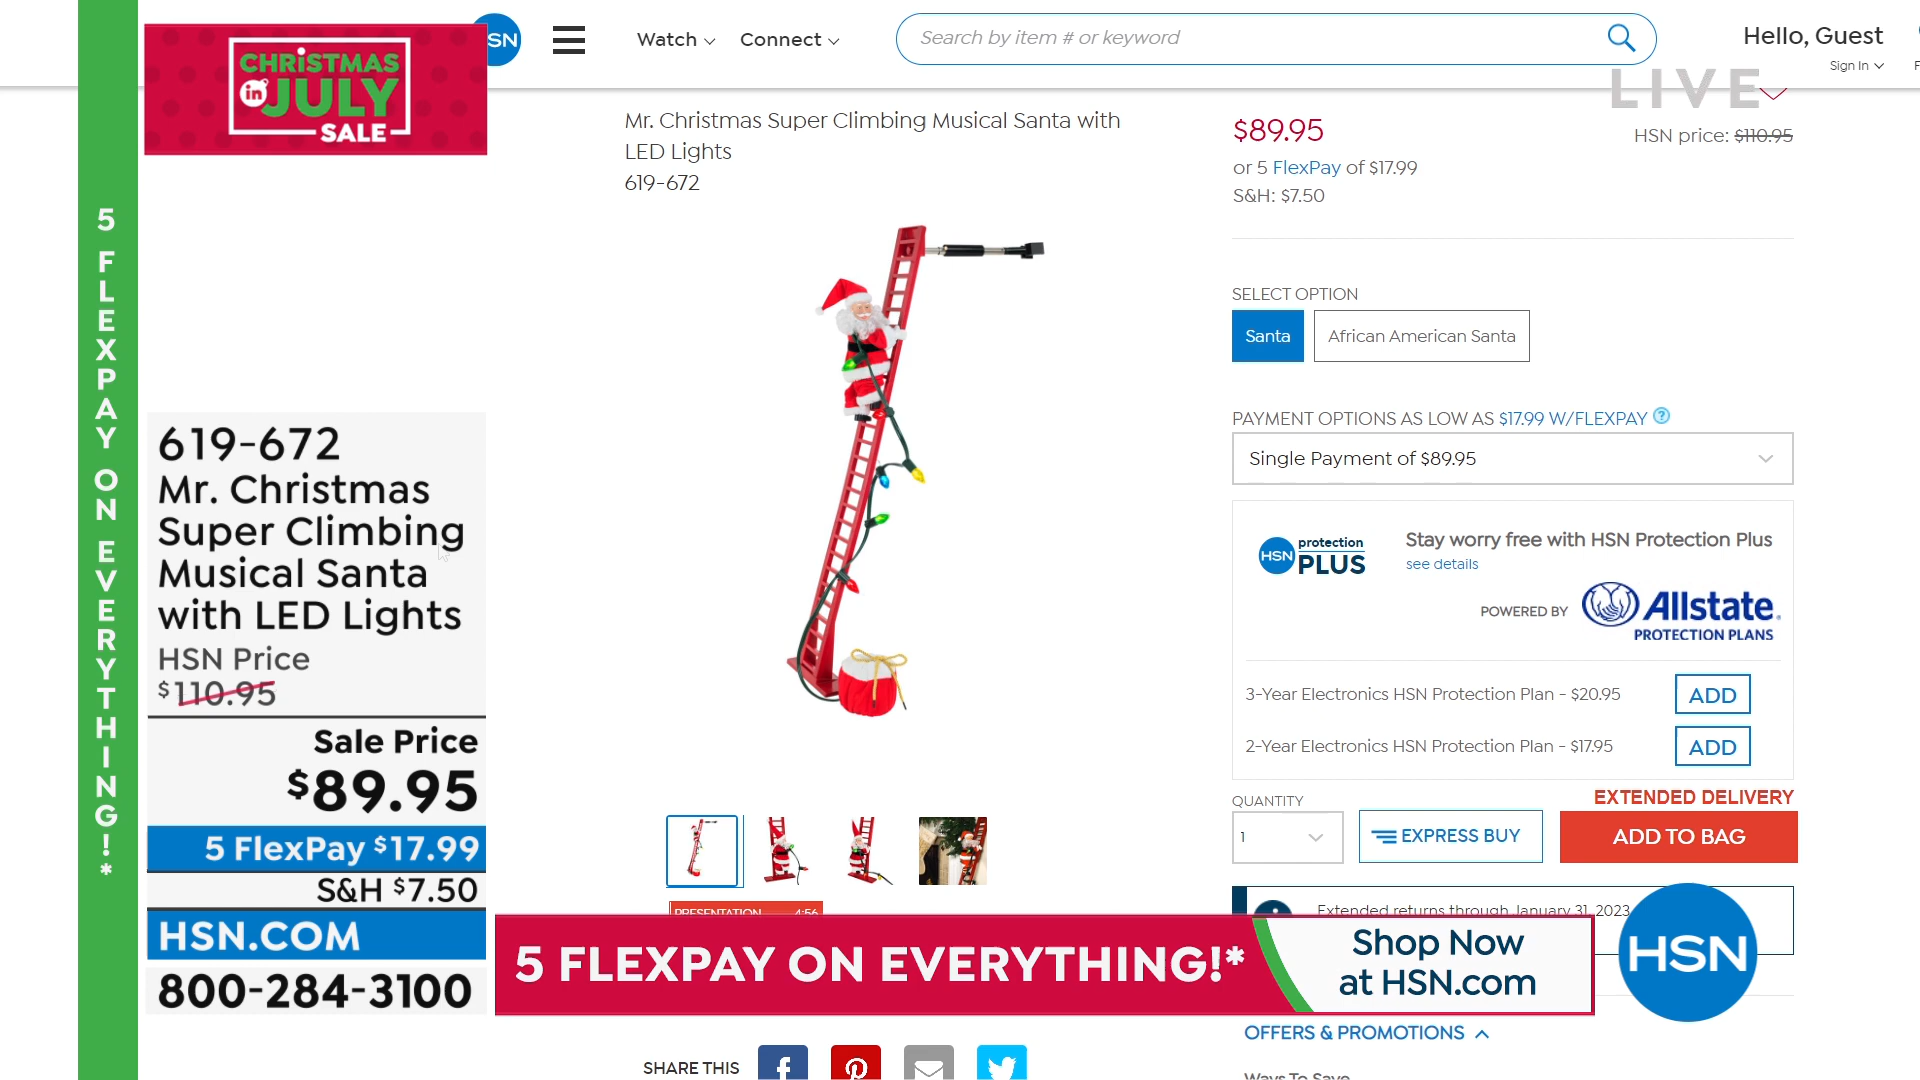 5 FLEXPAY ON EVERYTHING!*
CHRISTMAS
in JULY
SALE
SN
Watch
Connect
Search by item # or keyword
Hello, Guest
Sign In
LIVE
Mr. Christmas Super Climbing Musical Santa with
LED Lights
619-672
$89.95
HSN price: $110.95
or 5 FlexPay of $17.99
S&H: $7.50
SELECT OPTION
Santa
African American Santa
PAYMENT OPTIONS AS LOW AS $17.99 W/FLEXPAY ?
Single Payment of $89.95
HSN protection
PLUS
Stay worry free with HSN Protection Plus
see details
POWERED BY
Allstate
PROTECTION PLANS
3-Year Electronics HSN Protection Plan - $20.95
ADD
2-Year Electronics HSN Protection Plan - $17.95
ADD
EXTENDED DELIVERY
QUANTITY
1
EXPRESS BUY
ADD TO BAG
Extended returns through January 31, 2023
619-672
Mr. Christmas
Super Climbing
Musical Santa
with LED Lights
HSN Price
$110.95
Sale Price
$89.95
5 FlexPay $17.99
S&H $7.50
HSN.COM
800-284-3100
PRESENTATION 4:56
5 FLEXPAY ON EVERYTHING!*
Shop Now
at HSN.com
HSN
OFFERS & PROMOTIONS
Ways To Save
SHARE THIS